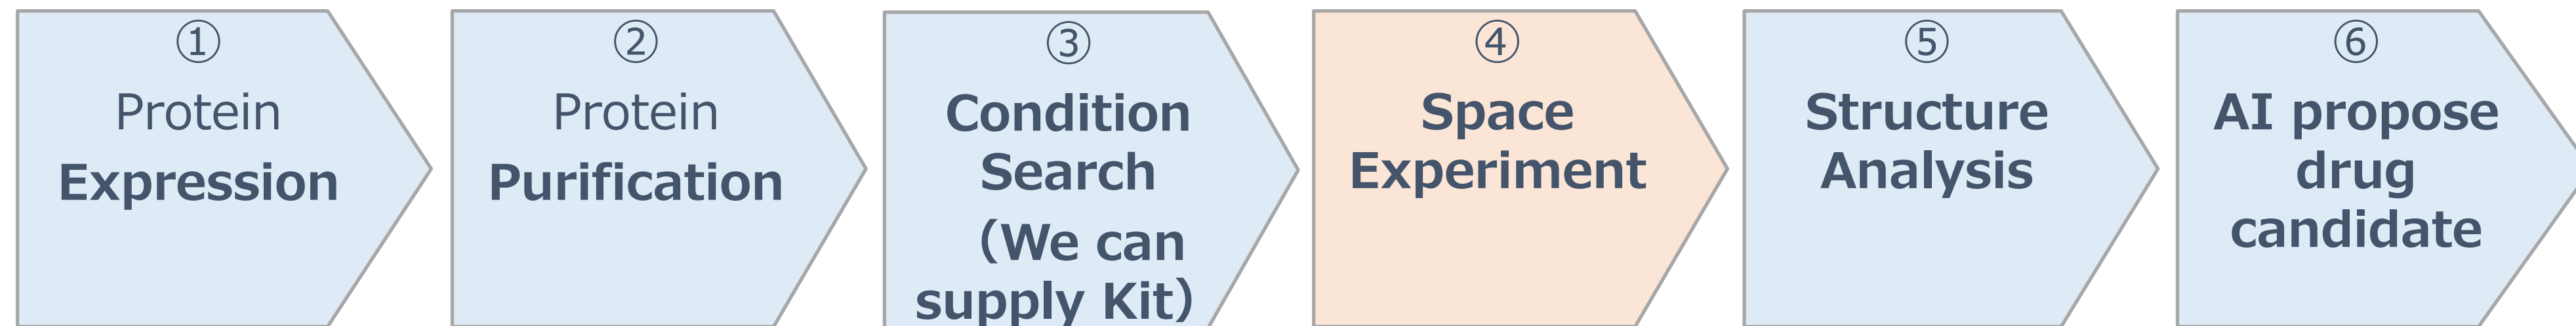 ①
Protein
Expression
②
Protein
Purification
③
Condition
Search
(We can
supply Kit)
④
Space
Experiment
⑤
Structure
Analysis
⑥
AI propose
drug
candidate